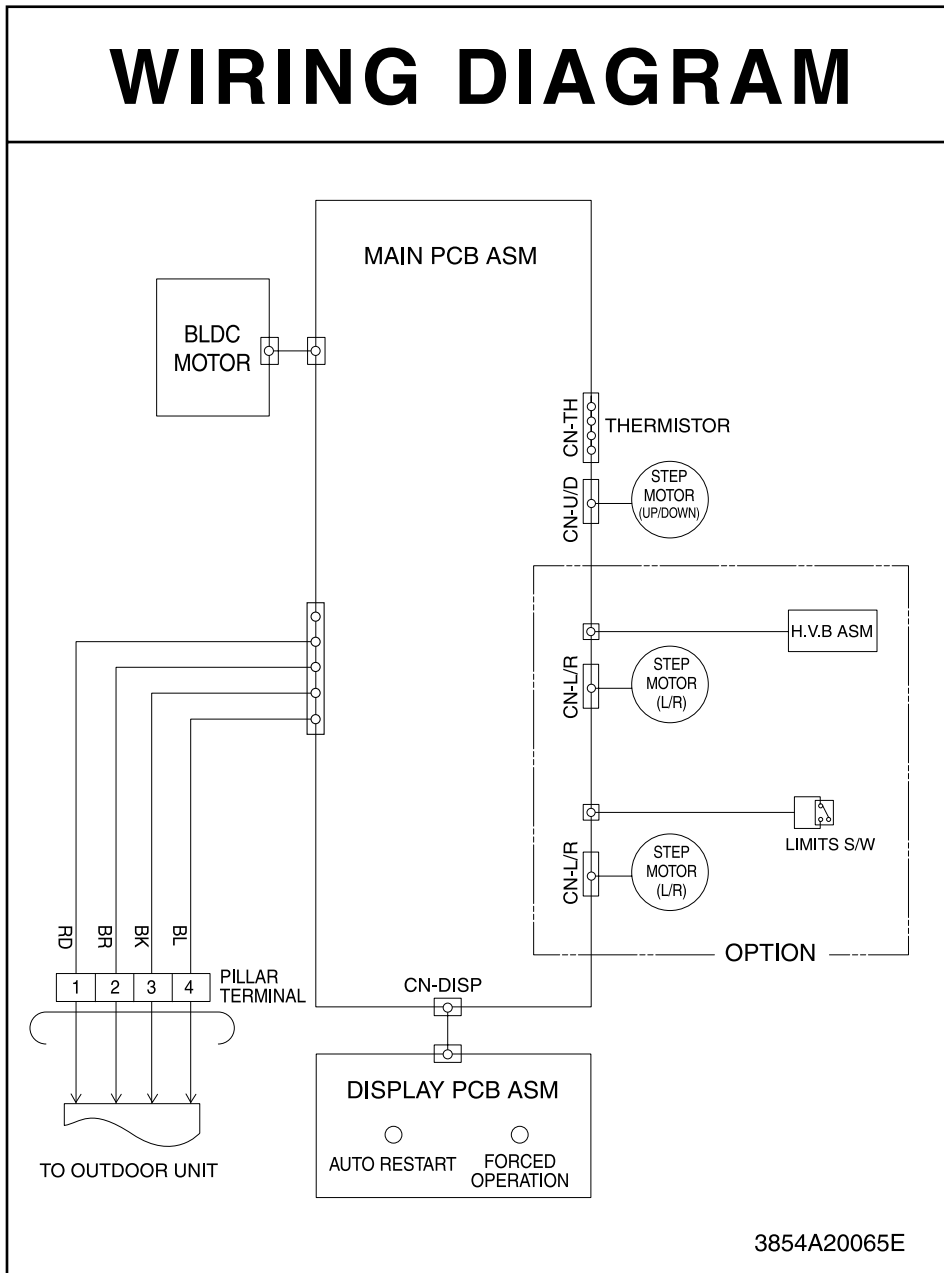 WIRING DIAGRAM
MAIN PCB ASM
BLDC
MOTOR
CN-TH
THERMISTOR
CN-U/D
STEP
MOTOR
(UP/DOWN)
H.V.B ASM
CN-L/R
STEP
MOTOR
(L/R)
LIMITS S/W
CN-L/R
STEP
MOTOR
(L/R)
OPTION
RD
BR
BK
BL
1
2
3
4
PILLAR
TERMINAL
CN-DISP
TO OUTDOOR UNIT
DISPLAY PCB ASM
AUTO RESTART
FORCED
OPERATION
3854A20065E